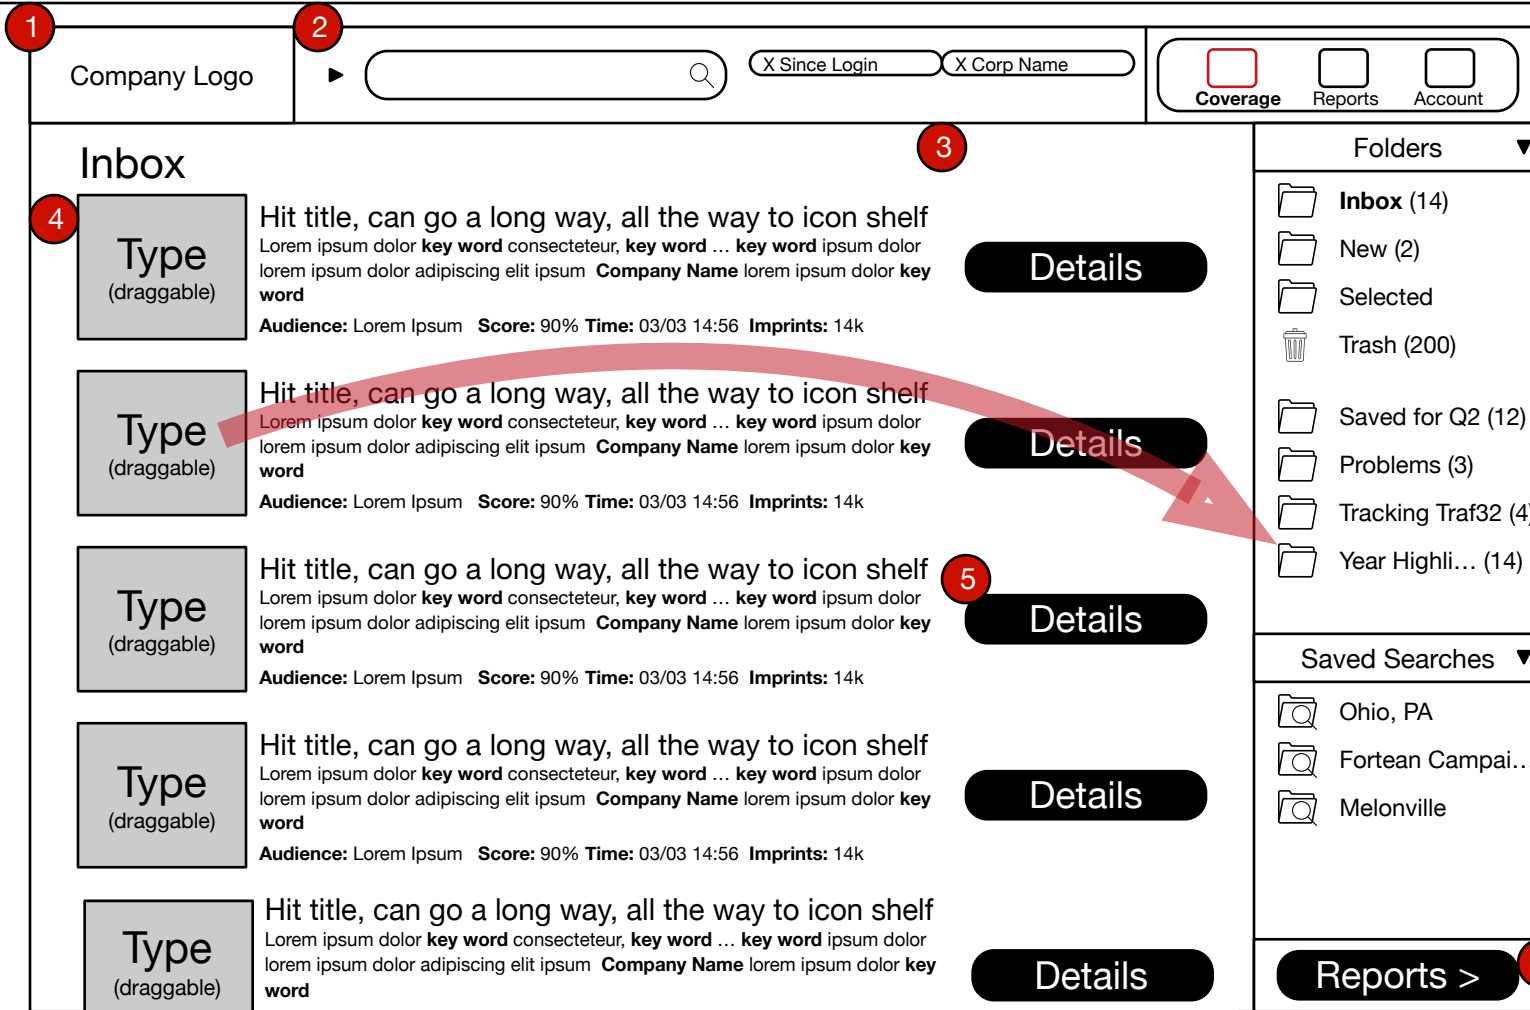 1
2
Company Logo
X Since Login
X Corp Name
Coverage
Reports
Account
3
Inbox
4
Type
(draggable)
Hit title, can go a long way, all the way to icon shelf
Lorem ipsum dolor key word consecteteur, key word … key word ipsum dolor
lorem ipsum dolor adipiscing elit ipsum  Company Name lorem ipsum dolor key
word
Audience: Lorem Ipsum   Score: 90% Time: 03/03 14:56  Imprints: 14k
Details
Type
(draggable)
Hit title, can go a long way, all the way to icon shelf
Lorem ipsum dolor key word consecteteur, key word … key word ipsum dolor
lorem ipsum dolor adipiscing elit ipsum  Company Name lorem ipsum dolor key
word
Audience: Lorem Ipsum   Score: 90% Time: 03/03 14:56  Imprints: 14k
Details
Type
(draggable)
Hit title, can go a long way, all the way to icon shelf
Lorem ipsum dolor key word consecteteur, key word … key word ipsum dolor
lorem ipsum dolor adipiscing elit ipsum  Company Name lorem ipsum dolor key
word
Audience: Lorem Ipsum   Score: 90% Time: 03/03 14:56  Imprints: 14k
5
Details
Type
(draggable)
Hit title, can go a long way, all the way to icon shelf
Lorem ipsum dolor key word consecteteur, key word … key word ipsum dolor
lorem ipsum dolor adipiscing elit ipsum  Company Name lorem ipsum dolor key
word
Audience: Lorem Ipsum   Score: 90% Time: 03/03 14:56  Imprints: 14k
Details
Type
(draggable)
Hit title, can go a long way, all the way to icon shelf
Lorem ipsum dolor key word consecteteur, key word … key word ipsum dolor
lorem ipsum dolor adipiscing elit ipsum  Company Name lorem ipsum dolor key
word
Details
Folders
Inbox (14)
New (2)
Selected
Trash (200)
Saved for Q2 (12)
Problems (3)
Tracking Traf32 (4)
Year Highli… (14)
Saved Searches
Ohio, PA
Fortean Campai…
Melonville
Reports >